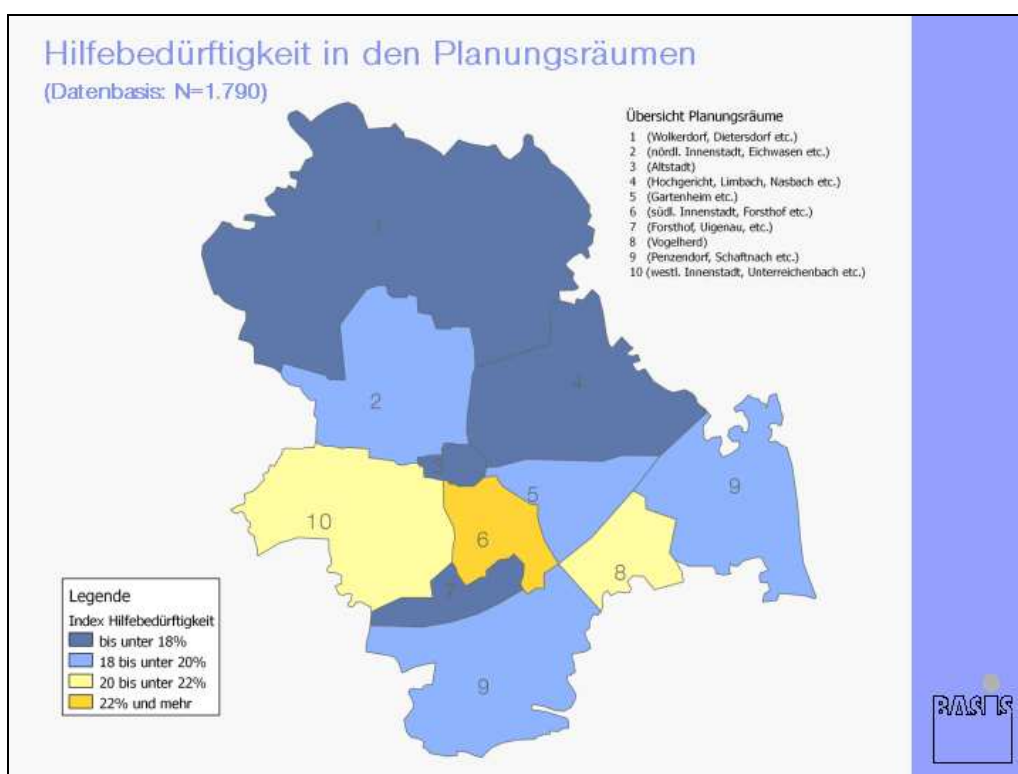 Hilfebedürftigkeit in den Planungsräumen
(Datenbasis: N=1.790)
Übersicht Planungsräume
1 (Wolkerdorf, Dietersdorf etc.)
2 (nördl. Innenstadt, Eichwasen etc.)
3 (Altstadt)
4 (Hochgericht, Limbach, Nasbach etc.)
5 (Gartenheim etc.)
6 (südl. Innenstadt, Forsthof etc.)
7 (Forsthof, Uigenau, etc.)
8 (Vogelherd)
9 (Penzendorf, Schaftnach etc.)
10 (westl. Innenstadt, Unterreichenbach etc.)
1
4
2
3
9
5
10
6
8
7
9
Legende
Index Hilfebedürftigkeit
bis unter 18%
18 bis unter 20%
20 bis unter 22%
22% und mehr
BASIS